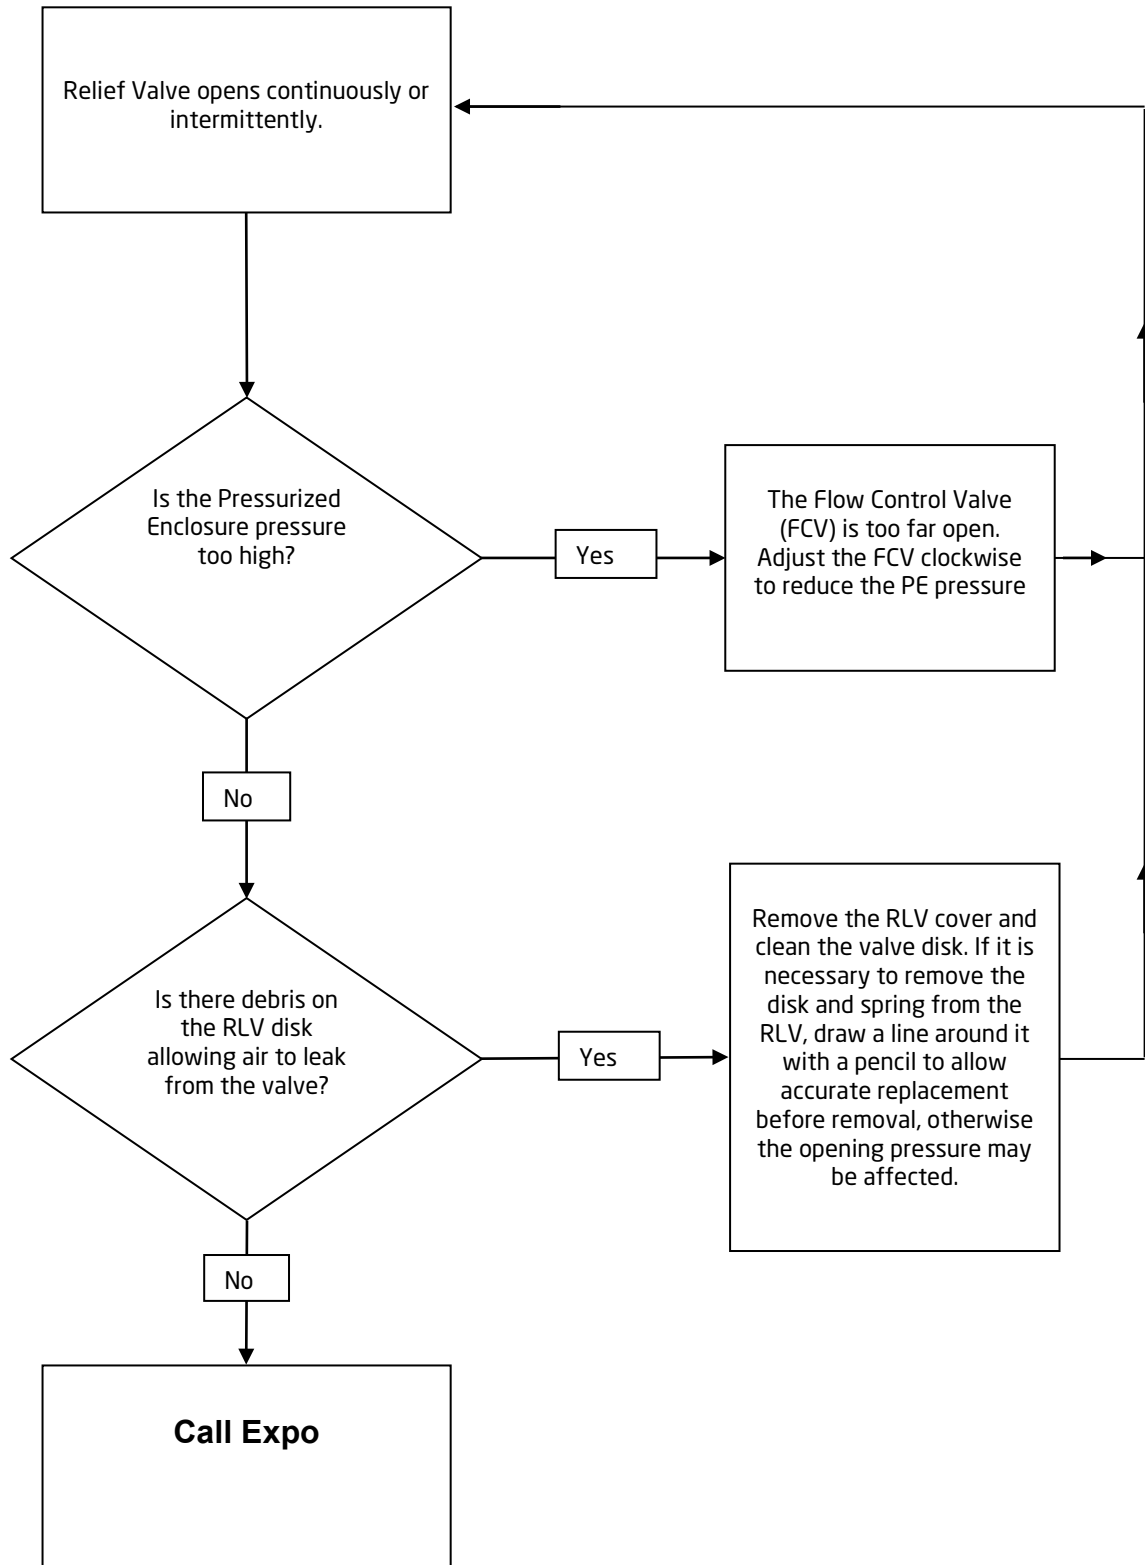 Relief Valve opens continuously or
intermittently.
Is the Pressurized
Enclosure pressure
too high?
Yes
The Flow Control Valve
(FCV) is too far open.
Adjust the FCV clockwise
to reduce the PE pressure
No
Is there debris on
the RLV disk
allowing air to leak
from the valve?
Yes
Remove the RLV cover and
clean the valve disk. If it is
necessary to remove the
disk and spring from the
RLV, draw a line around it
with a pencil to allow
accurate replacement
before removal, otherwise
the opening pressure may
be affected.
No
Call Expo